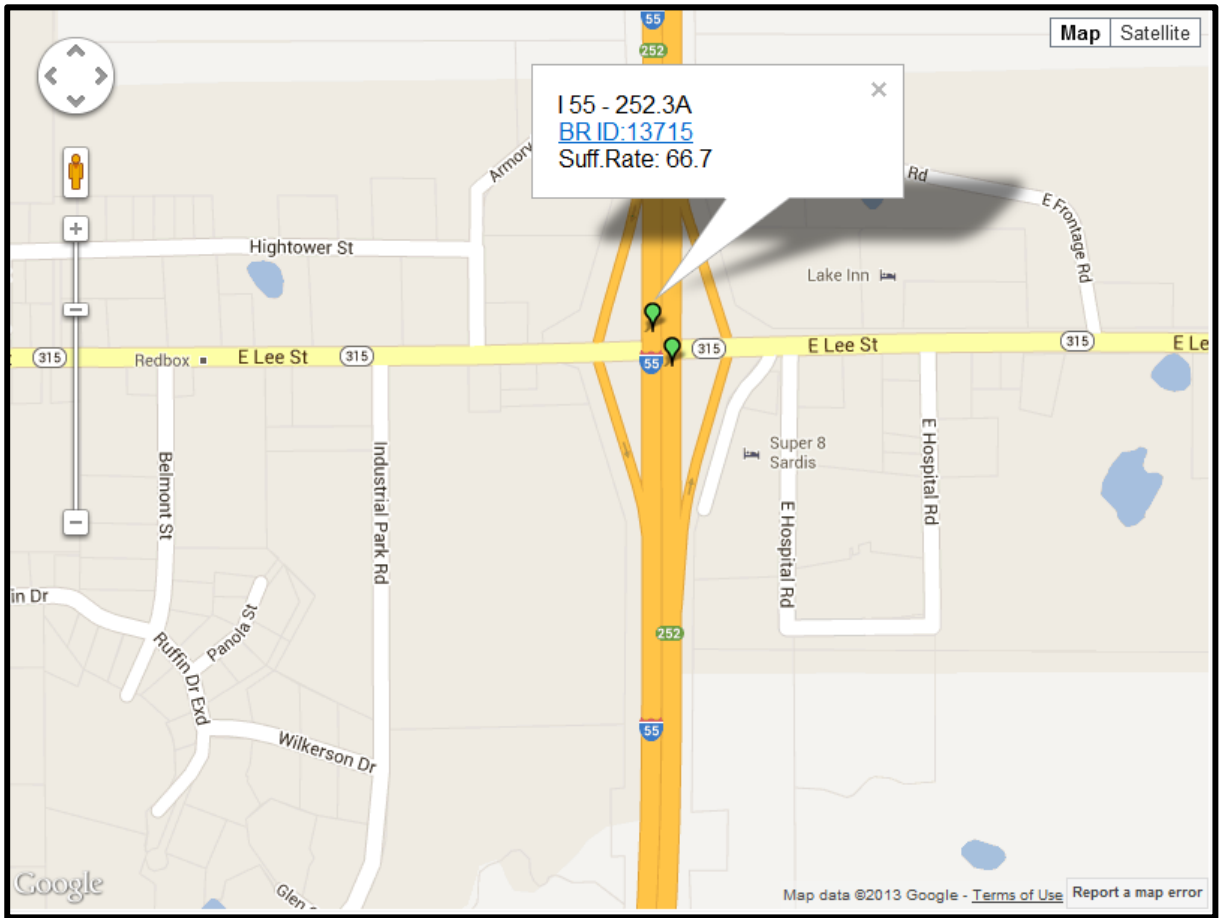 55
252
Map
Satellite
I 55 - 252.3A
BR ID:13715
Suff.Rate: 66.7
×
Armory
Rd
E Frontage Rd
Hightower St
Lake Inn
315
Redbox
E Lee St
315
55
315
E Lee St
315
E Le
Belmont St
Industrial Park Rd
Super 8
Sardis
E Hospital Rd
E Hospital Rd
in Dr
Panola St
Ruffin Dr Exd
252
55
Wilkerson Dr
Glen
Google
Map data ©2013 Google - Terms of Use
Report a map error